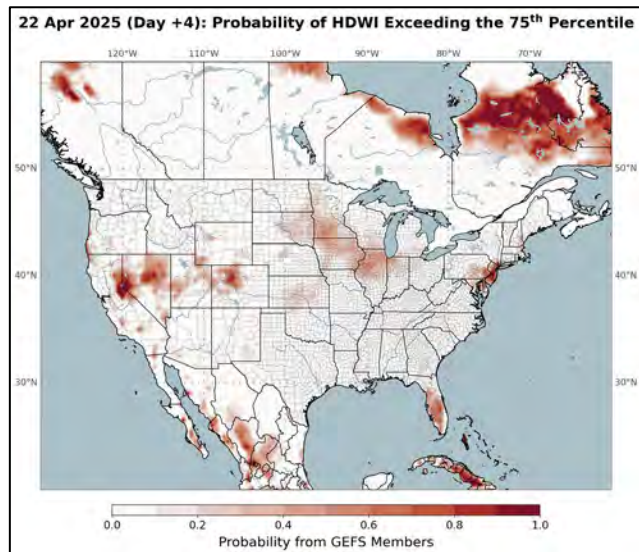 22 Apr 2025 (Day +4): Probability of HDWI Exceeding the 75th Percentile
120°W 110°W 100°W 90°W 80°W 70°W
50°N 50°N
40°N 40°N
30°N 30°N
0.0 0.2 0.4 0.6 0.8 1.0
Probability from GEFS Members